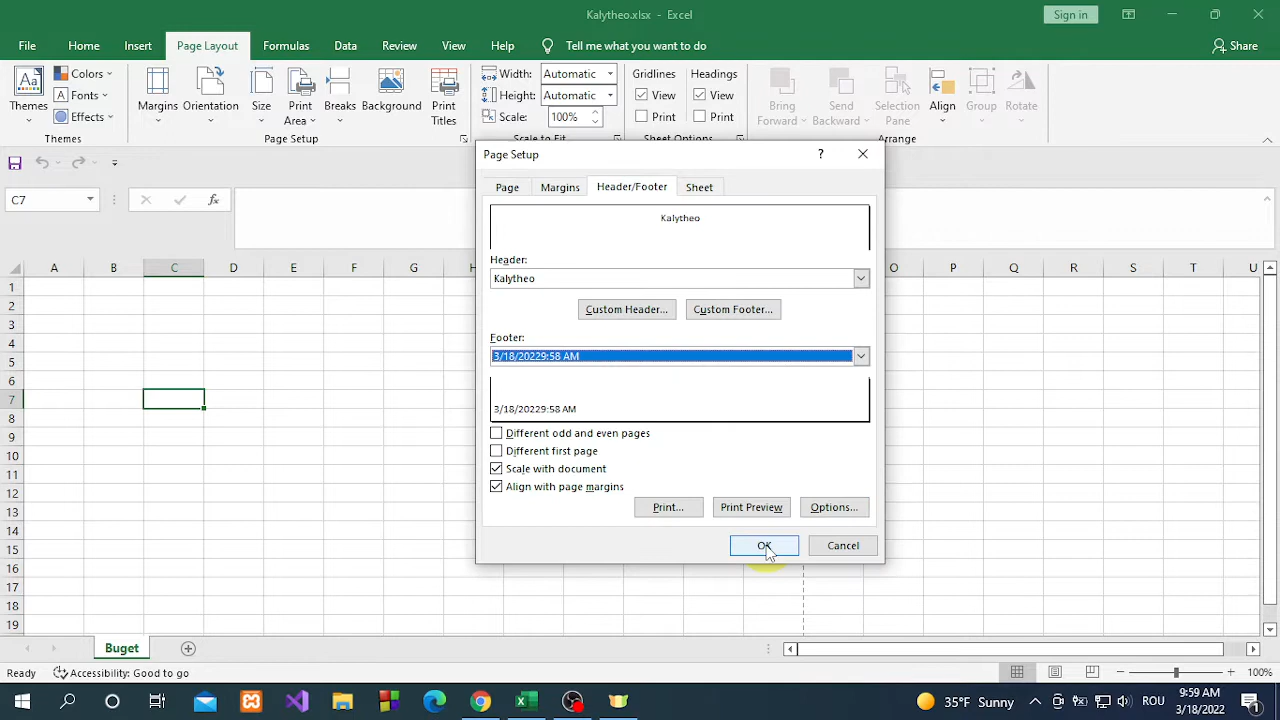 Kalytheo.xlsx - Excel
Sign in
File Home Insert Page Layout Formulas Data Review View Help Tell me what you want to do Share
Themes
Colors
Fonts
Effects
Themes
Margins Orientation Size Print Area Breaks Background Print Titles
Page Setup
Width: Automatic
Height: Automatic
Scale: 100%
Scale to Fit
Gridlines Headings
View View
Print Print
Sheet Options
Bring Forward Send Backward Selection Pane Align Group Rotate
Arrange
C7
fx
A B C D E F G H O P Q R S T U
1
2
3
4
5
6
7
8
9
10
11
12
13
14
15
16
17
18
19
Page Setup
?
Page Margins Header/Footer Sheet
Kalytheo
Header:
Kalytheo
Custom Header... Custom Footer...
Footer:
3/18/20229:58 AM
3/18/20229:58 AM
Different odd and even pages
Different first page
Scale with document
Align with page margins
Print... Print Preview Options...
OK Cancel
Buget
Ready Accessibility: Good to go 100%
35°F Sunny ROU 9:59 AM
3/18/2022
1